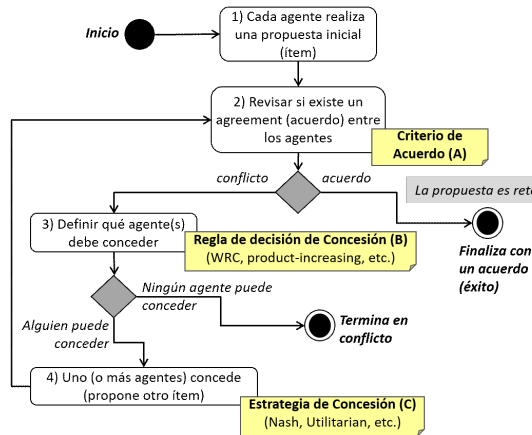 Inicio
1) Cada agente realiza
una propuesta inicial
(ítem)
2) Revisar si existe un
agreement (acuerdo) entre
los agentes
Criterio de
Acuerdo (A)
conflicto
acuerdo
La propuesta es
3) Definir qué agente(s)
debe conceder
Regla de decisión de Concesión (B)
(WRC, product-increasing, etc.)
Finaliza con
un acuerdo
(éxito)
Ningún agente puede
conceder
Alguien puede
conceder
Termina en
conflicto
4) Uno (o más agentes) concede
(propone otro ítem)
Estrategia de Concesión (C)
(Nash, Utilitarian, etc.)